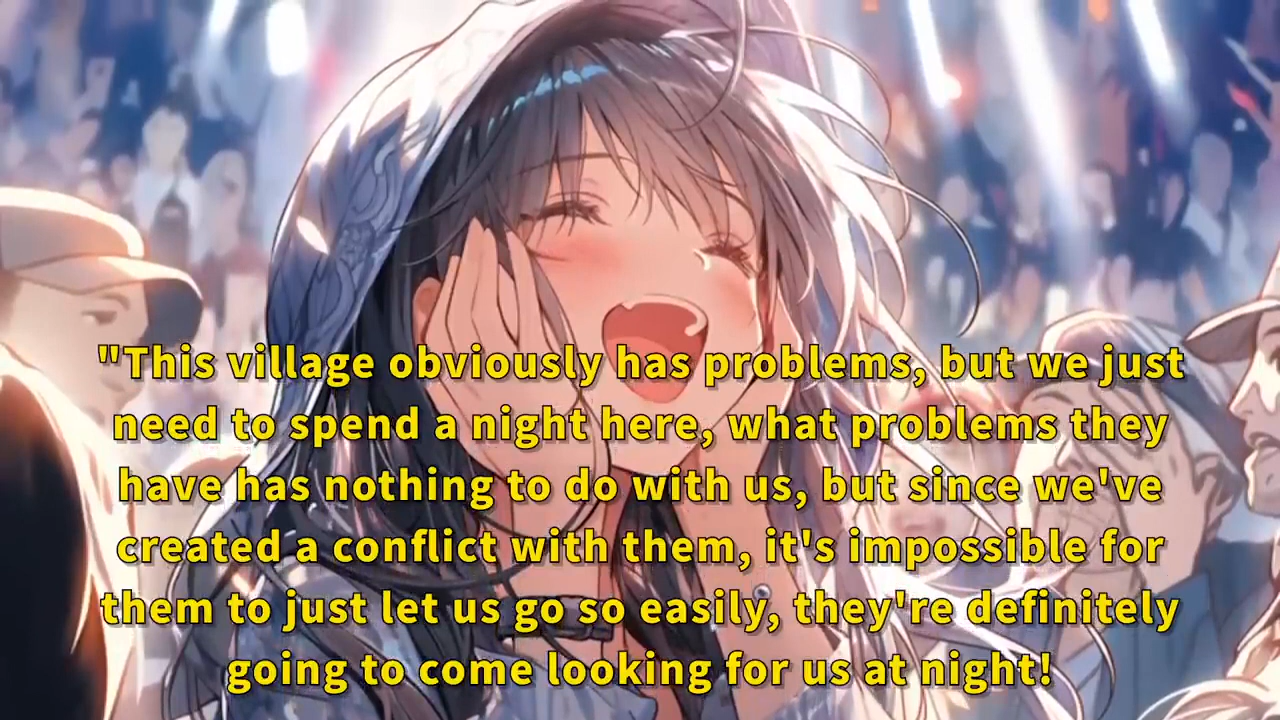 "This village obviously has problems, but we just
need to spend a night here, what problems they
have has nothing to do with us, but since we've
created a conflict with them, it's impossible for
them to just let us go so easily, they're definitely
going to come looking for us at night!